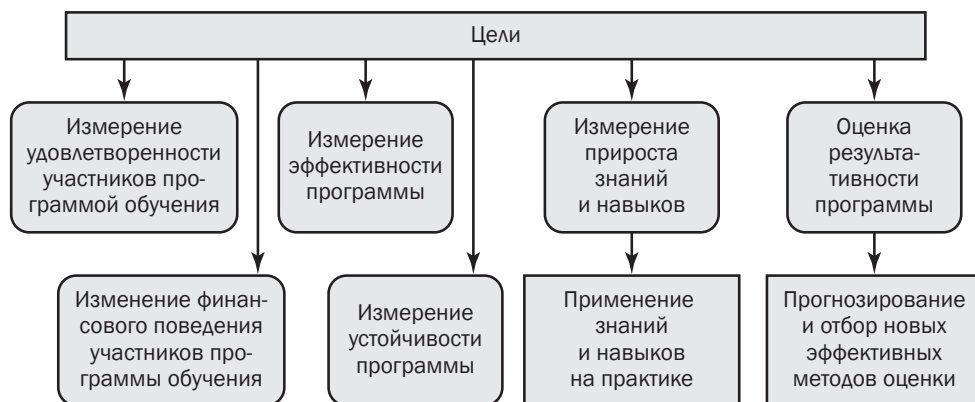 Цели
Измерение
удовлетворенности
участников про-
граммой обучения
Измерение
эффективности
программы
Измерение
прироста
знаний
и навыков
Оценка
результа-
тивности
программы
Изменение финан-
сового поведения
участников про-
граммы обучения
Измерение
устойчивости
программы
Применение
знаний
и навыков
на практике
Прогнозирование
и отбор новых
эффективных
методов оценки